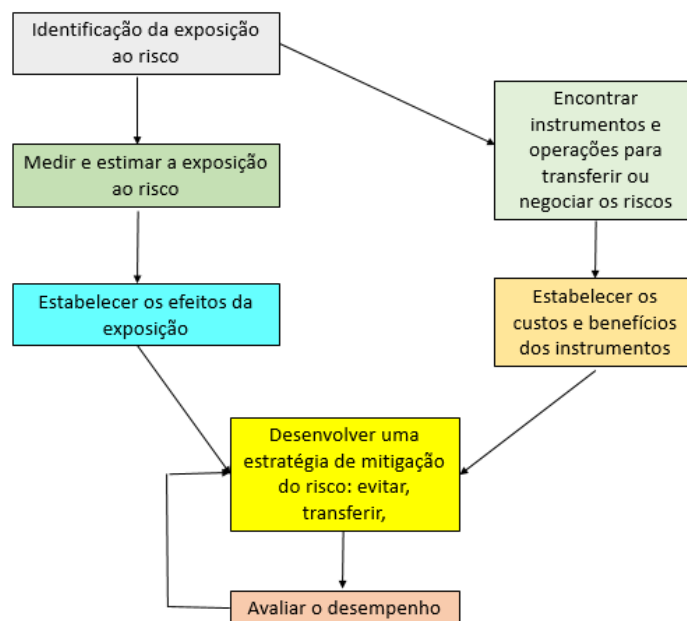 Identificação da exposição
ao risco
Encontrar
instrumentos e
operações para
transferir ou
negociar os riscos
Medir e estimar a exposição
ao risco
Estabelecer os efeitos da
exposição
Estabelecer os
custos e benefícios
dos instrumentos
Desenvolver uma
estratégia de mitigação
do risco: evitar,
transferir,
Avaliar o desempenho